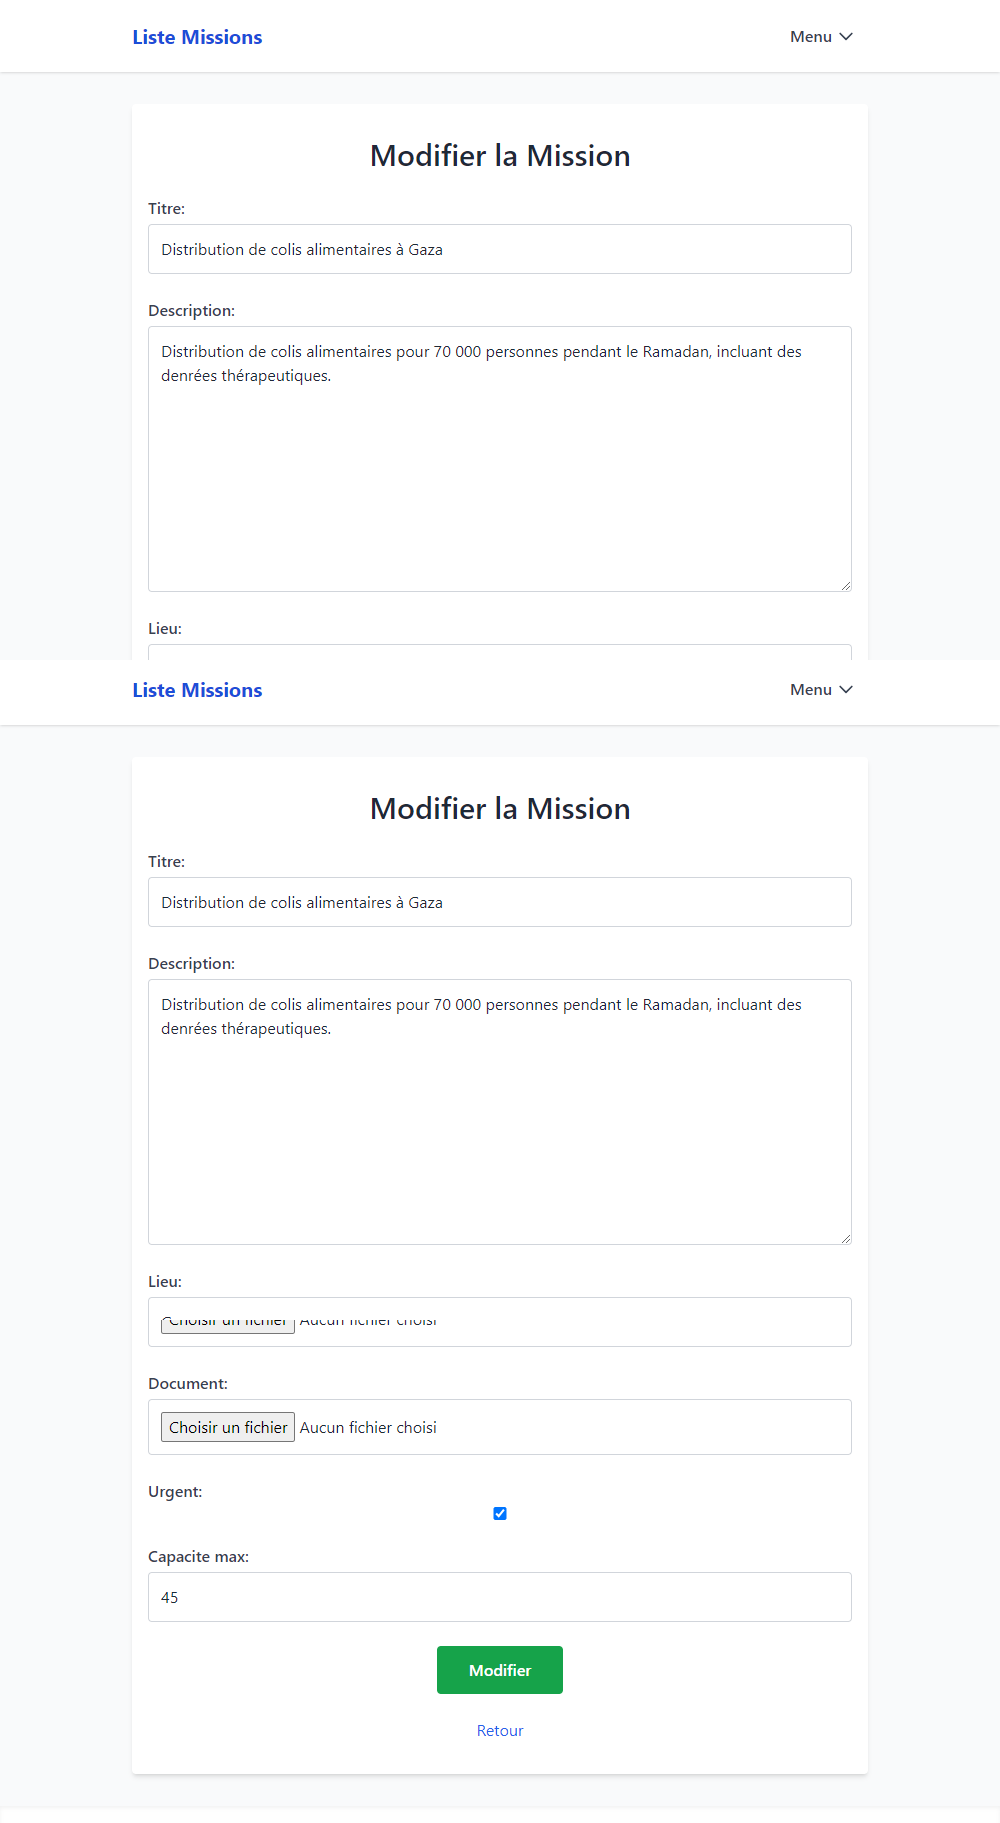 Liste Missions
Menu
Modifier la Mission
Titre:
Distribution de colis alimentaires à Gaza
Description:
Distribution de colis alimentaires pour 70 000 personnes pendant le Ramadan, incluant des
denrées thérapeutiques.
Lieu:
Liste Missions
Menu
Modifier la Mission
Titre:
Distribution de colis alimentaires à Gaza
Description:
Distribution de colis alimentaires pour 70 000 personnes pendant le Ramadan, incluant des
denrées thérapeutiques.
Lieu:
Choisir un fichier Aucun fichier choisi
Document:
Choisir un fichier Aucun fichier choisi
Urgent:
Capacite max:
45
Modifier
Retour